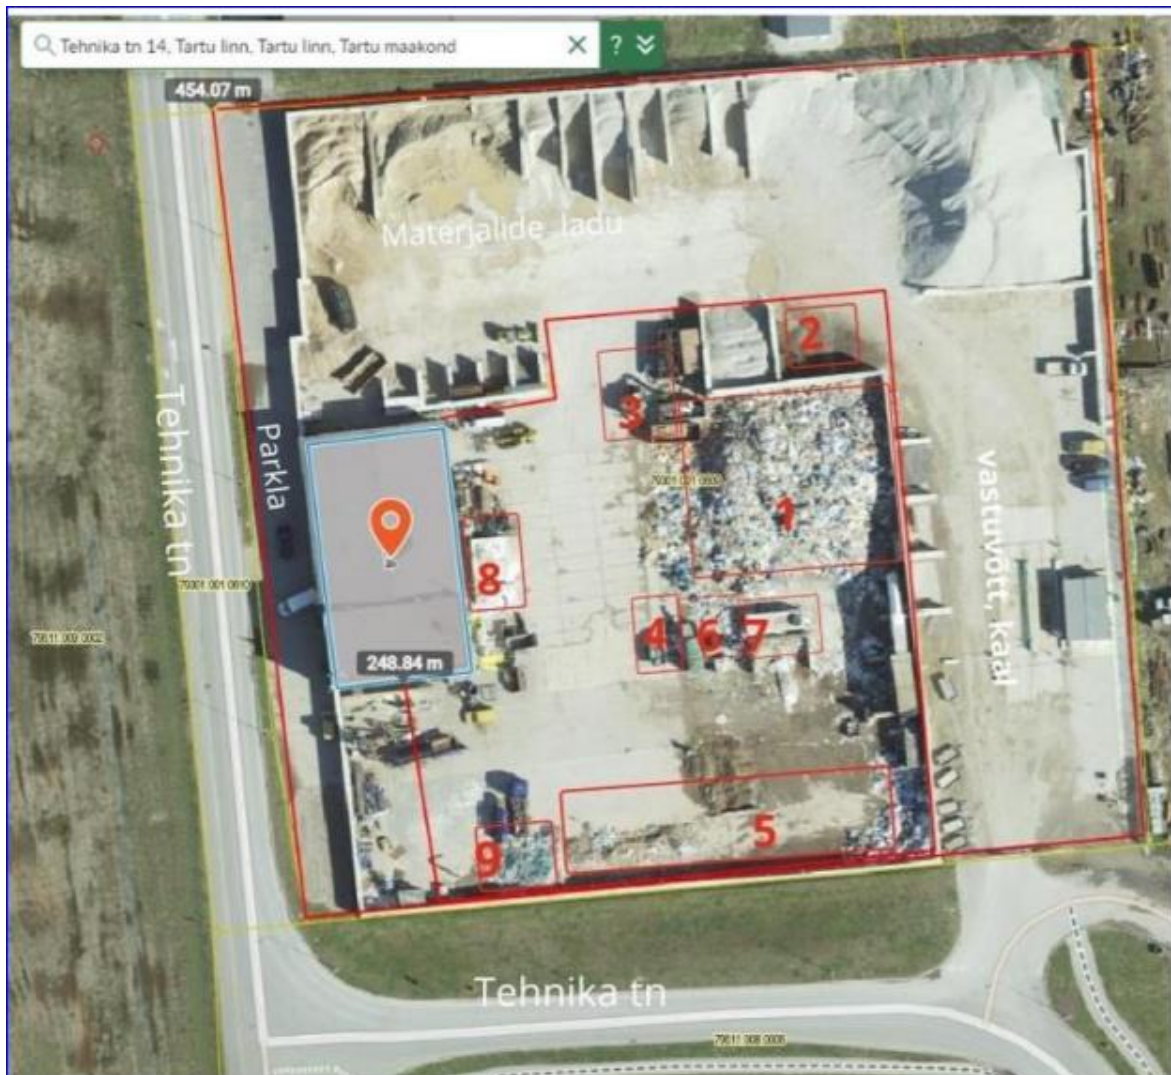 Tehnika tn 14, Tartu linn, Tartu linn, Tartu maakond
?
454.07 m
Materjalide ladu
2
3
Tehnika tn
Parkla
1
vastuvõtt, kaal
8
4
6
7
248.84 m
5
9
Tehnika tn